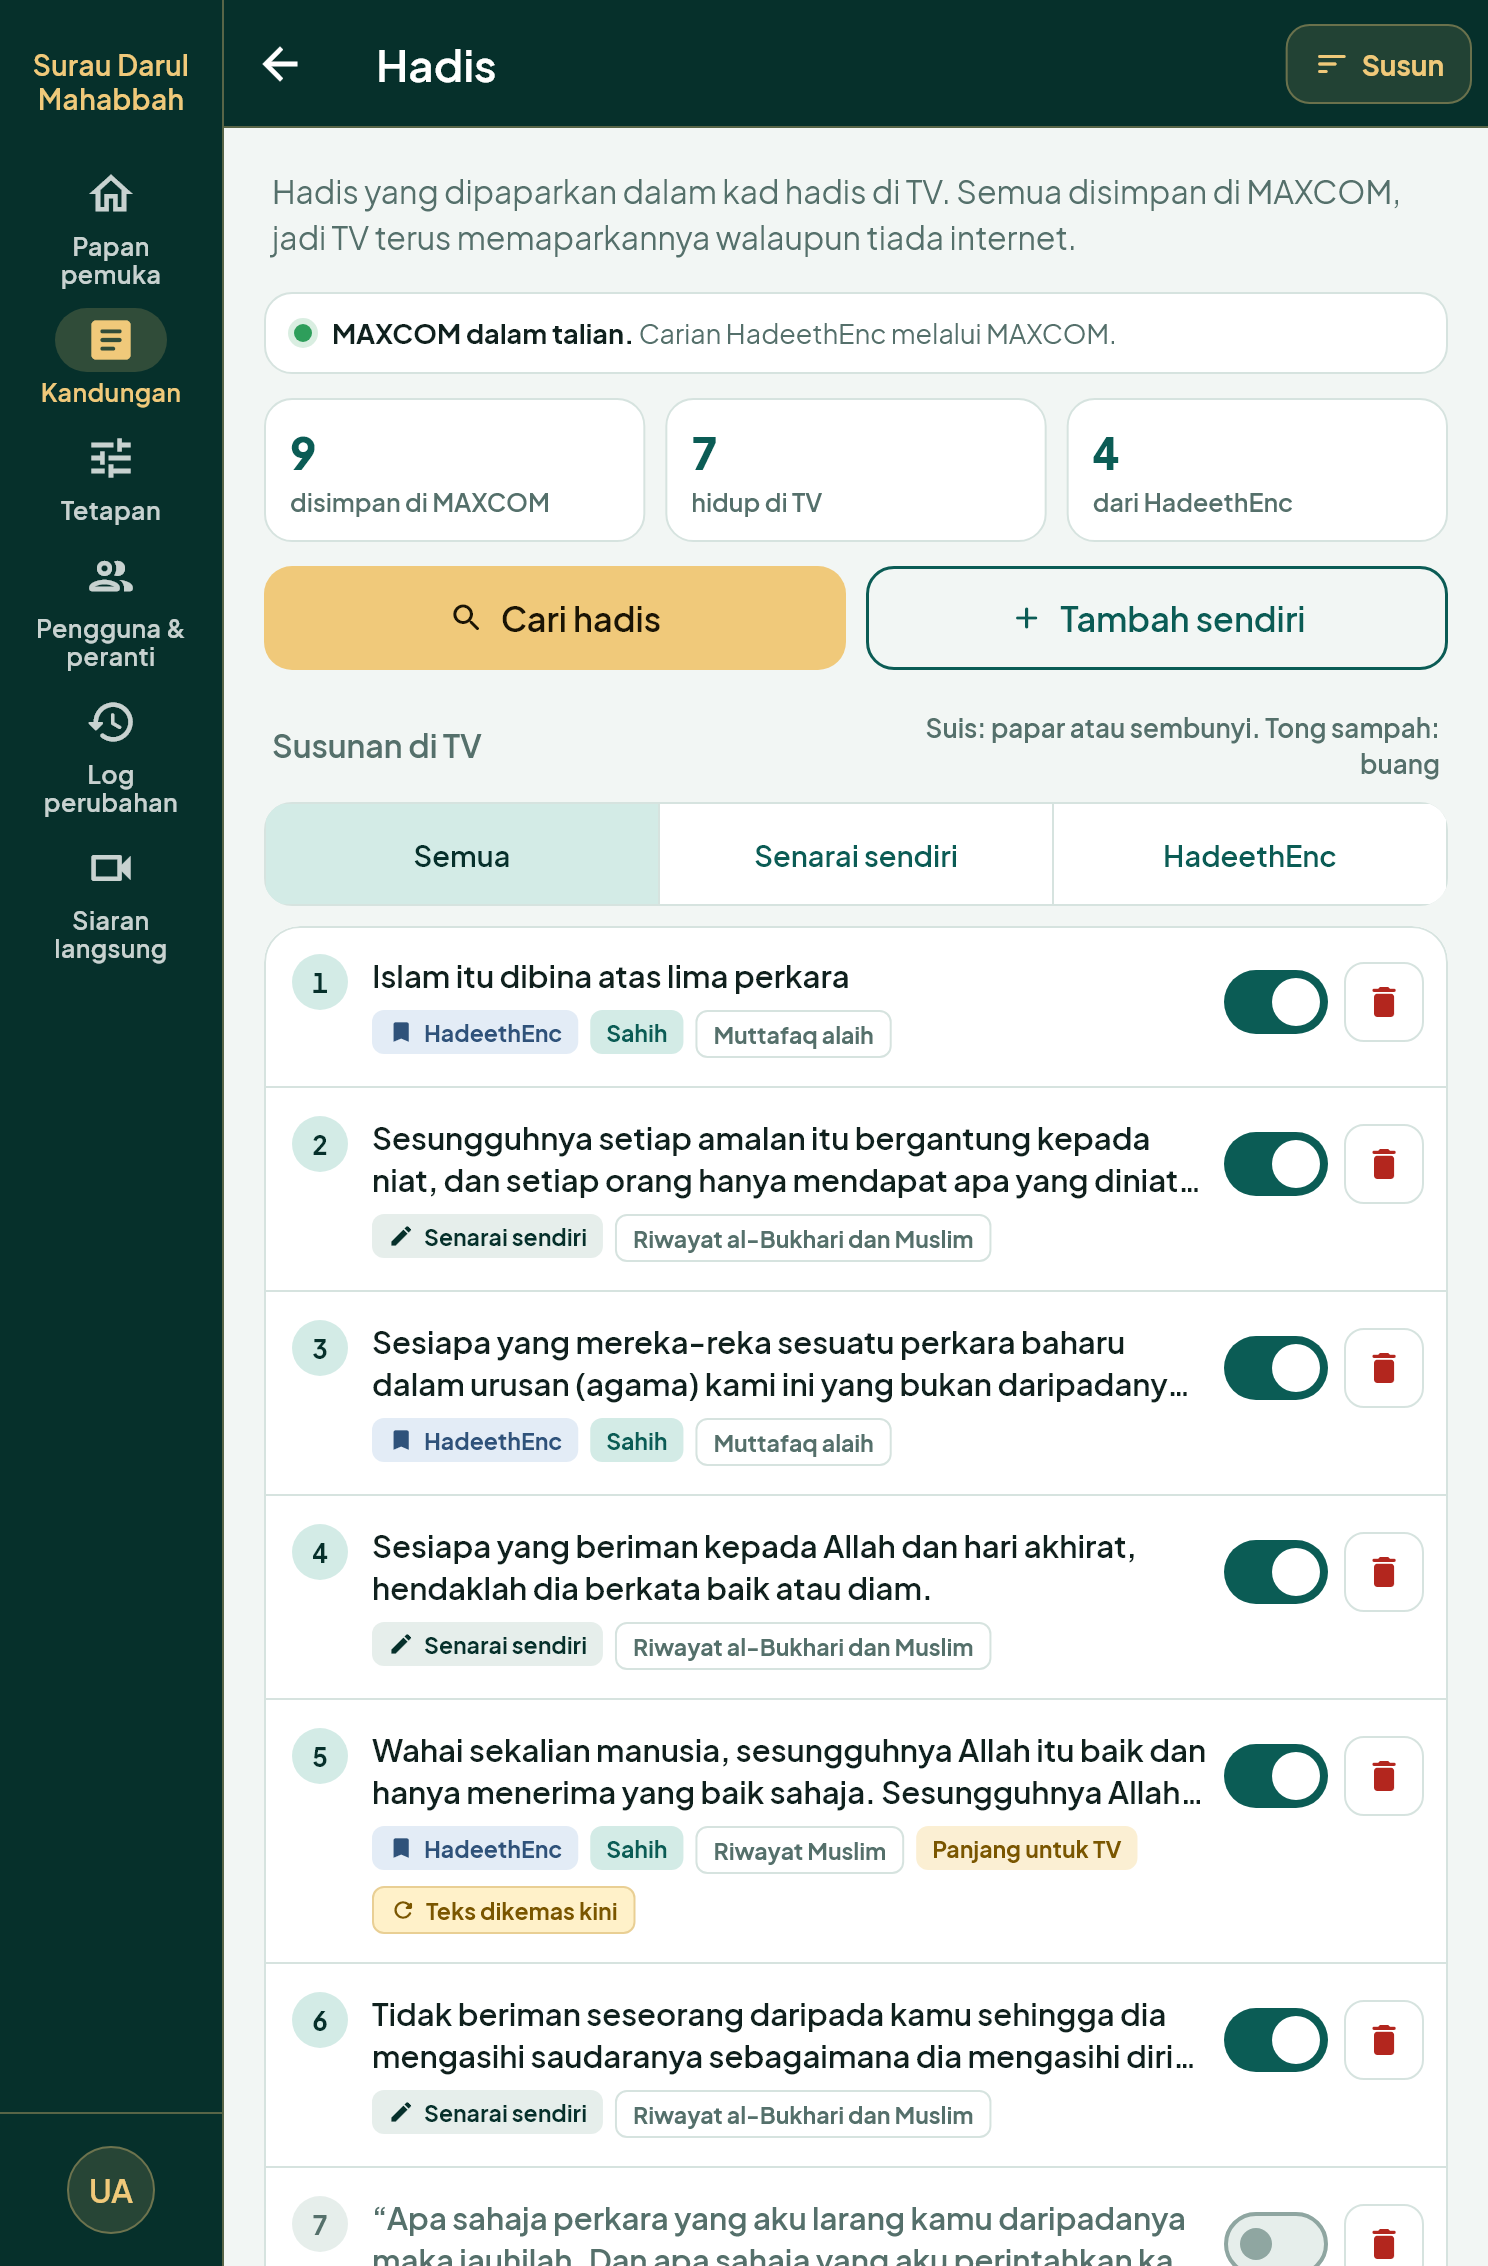 Surau Darul
Mahabbah
Papan
pemuka
Kandungan
Tetapan
Pengguna &
peranti
Log
perubahan
Siaran
langsung
UA
Hadis
Susun
Hadis yang dipaparkan dalam kad hadis di TV. Semua disimpan di MAXCOM,
jadi TV terus memaparkannya walaupun tiada internet.
MAXCOM dalam talian. Carian HadeethEnc melalui MAXCOM.
9
disimpan di MAXCOM
7
hidup di TV
4
dari HadeethEnc
Cari hadis
Tambah sendiri
Susunan di TV
Suis: papar atau sembunyi. Tong sampah:
buang
Semua
Senarai sendiri
HadeethEnc
1
Islam itu dibina atas lima perkara
HadeethEnc
Sahih
Muttafaq alaih
2
Sesungguhnya setiap amalan itu bergantung kepada
niat, dan setiap orang hanya mendapat apa yang diniat...
Senarai sendiri
Riwayat al-Bukhari dan Muslim
3
Sesiapa yang mereka-reka sesuatu perkara baharu
dalam urusan (agama) kami ini yang bukan daripadany...
HadeethEnc
Sahih
Muttafaq alaih
4
Sesiapa yang beriman kepada Allah dan hari akhirat,
hendaklah dia berkata baik atau diam.
Senarai sendiri
Riwayat al-Bukhari dan Muslim
5
Wahai sekalian manusia, sesungguhnya Allah itu baik dan
hanya menerima yang baik sahaja. Sesungguhnya Allah...
HadeethEnc
Sahih
Riwayat Muslim
Panjang untuk TV
Teks dikemas kini
6
Tidak beriman seseorang daripada kamu sehingga dia
mengasihi saudaranya sebagaimana dia mengasihi diri...
Senarai sendiri
Riwayat al-Bukhari dan Muslim
7
“Apa sahaja perkara yang aku larang kamu daripadanya
maka jauhilah. Dan apa sahaja yang aku perintahkan ka...